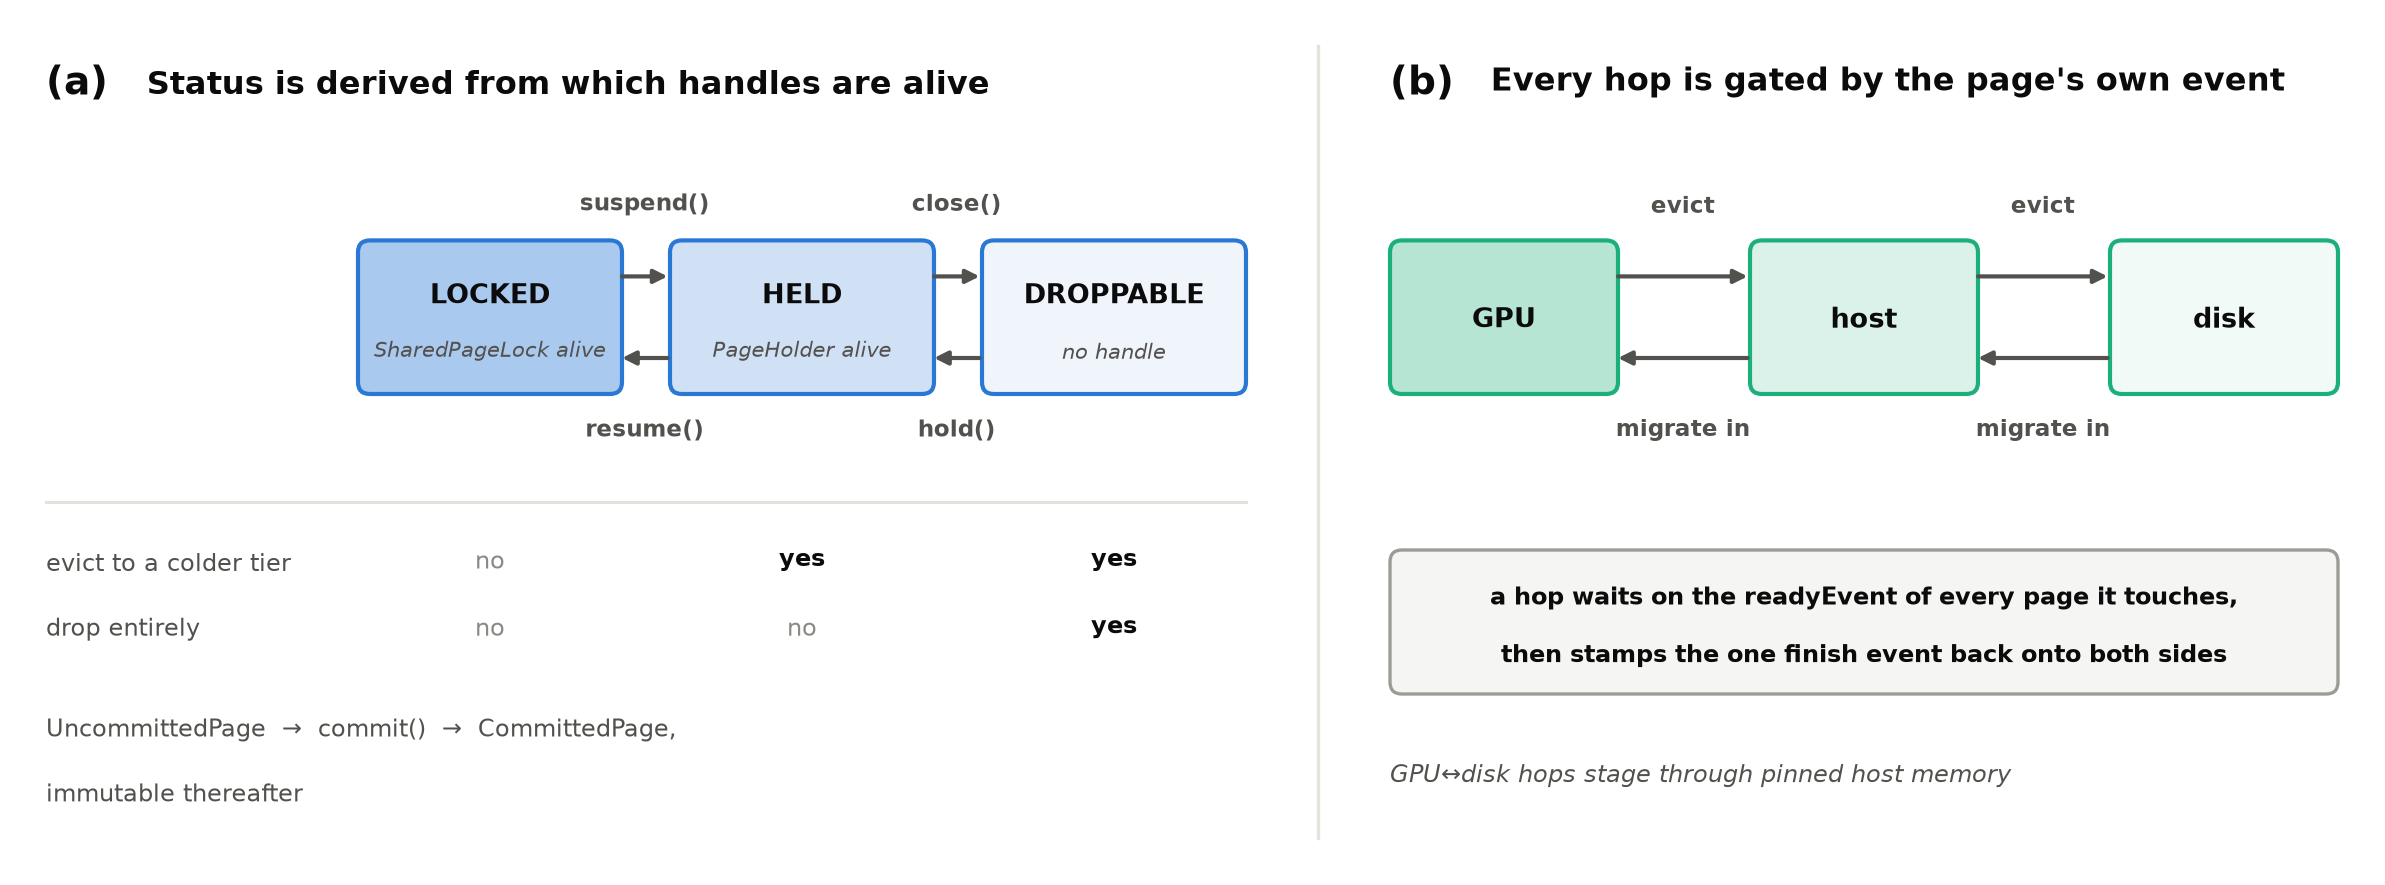 (a) Status is derived from which handles are alive
suspend() close()
LOCKED HELD DROPPABLE
SharedPageLock alive PageHolder alive no handle
resume() hold()
evict to a colder tier no yes yes
drop entirely no no yes
UncommittedPage → commit() → CommittedPage,
immutable thereafter
(b) Every hop is gated by the page's own event
evict evict
GPU host disk
migrate in migrate in
a hop waits on the readyEvent of every page it touches,
then stamps the one finish event back onto both sides
GPU↔disk hops stage through pinned host memory